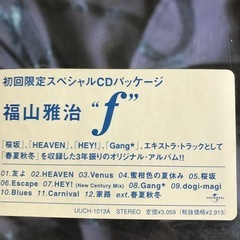 初回限定スペシャルCDパッケージ
福山雅治 “f”
「桜坂」、「HEAVEN」、「HEY!」、「Gang*」、エキストラ・トラックとして
「春夏秋冬」を収録した3年振りのオリジナル・アルバム!!
01.友よ 02.HEAVEN 03.Venus 04.蜜柑色の夏休み 05.桜坂
06.Escape 07.HEY! (New Century Mix) 08.Gang* 09.dogi-magi
10.Blues 11.Carnival 12.家路 ext.春夏秋冬
UUCH-1013A STEREO 定価¥3,059 (税抜価格¥2,913)
UNIVERSAL